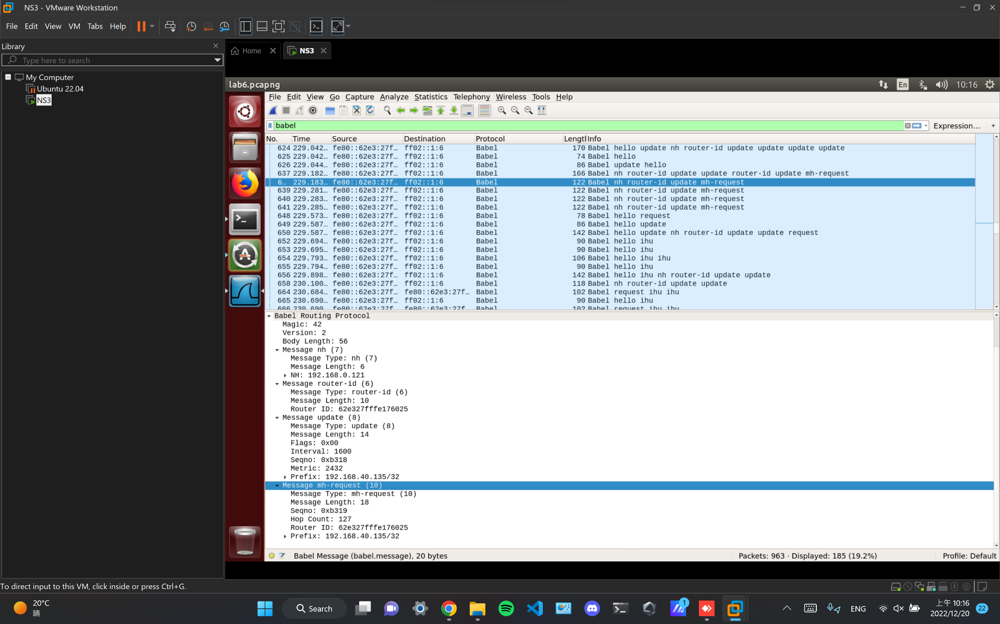 NS3 - VMware Workstation
File Edit View VM Tabs Help
Library
Type here to search
My Computer
Ubuntu 22.04
NS3
Home
NS3
lab6.pcapng
En
10:16
File Edit View Go Capture Analyze Statistics Telephony Wireless Tools Help
babel
Expression…
+
No. Time Source Destination Protocol Lengtl Info
624 229.042… fe80::62e3:27f… ff02::1:6 Babel 170 Babel hello update nh router-id update update update update
625 229.042… fe80::62e3:27f… ff02::1:6 Babel 74 Babel hello
626 229.044… fe80::62e3:27f… ff02::1:6 Babel 86 Babel update hello
637 229.182… fe80::62e3:27f… ff02::1:6 Babel 166 Babel nh router-id update update router-id update mh-request
6… 229.183… fe80::62e3:27f… ff02::1:6 Babel 122 Babel nh router-id update mh-request
639 229.281… fe80::62e3:27f… ff02::1:6 Babel 122 Babel nh router-id update mh-request
640 229.283… fe80::62e3:27f… ff02::1:6 Babel 122 Babel nh router-id update mh-request
641 229.285… fe80::62e3:27f… ff02::1:6 Babel 122 Babel nh router-id update mh-request
648 229.573… fe80::62e3:27f… ff02::1:6 Babel 78 Babel hello request
649 229.587… fe80::62e3:27f… ff02::1:6 Babel 86 Babel hello update
650 229.587… fe80::62e3:27f… ff02::1:6 Babel 142 Babel hello update nh router-id update update request
652 229.694… fe80::62e3:27f… ff02::1:6 Babel 90 Babel hello ihu
653 229.695… fe80::62e3:27f… ff02::1:6 Babel 90 Babel hello ihu
654 229.793… fe80::62e3:27f… ff02::1:6 Babel 106 Babel hello ihu ihu
655 229.794… fe80::62e3:27f… ff02::1:6 Babel 90 Babel hello ihu
656 229.898… fe80::62e3:27f… ff02::1:6 Babel 142 Babel hello ihu nh router-id update update
658 230.100… fe80::62e3:27f… ff02::1:6 Babel 118 Babel nh router-id update update
664 230.684… fe80::62e3:27f… fe80::62e3:27f… Babel 102 Babel request ihu ihu
665 230.690… fe80::62e3:27f… ff02::1:6 Babel 90 Babel hello ihu
666 230.690 fe80::62e3:27f fe80::62e3:27f Babel 102 Babel request ihu ihu
Babel Routing Protocol
Magic: 42
Version: 2
Body Length: 56
Message nh (7)
Message Type: nh (7)
Message Length: 6
NH: 192.168.0.121
Message router-id (6)
Message Type: router-id (6)
Message Length: 10
Router ID: 62e327fffe176025
Message update (8)
Message Type: update (8)
Message Length: 14
Flags: 0x00
Interval: 1600
Seqno: 0xb318
Metric: 2432
Prefix: 192.168.40.135/32
Message mh-request (10)
Message Type: mh-request (10)
Message Length: 18
Seqno: 0xb319
Hop Count: 127
Router ID: 62e327fffe176025
Prefix: 192.168.40.135/32
Babel Message (babel.message), 20 bytes
Packets: 963 · Displayed: 185 (19.2%)
Profile: Default
To direct input to this VM, click inside or press Ctrl+G.
20°C
晴
Search
1
ENG
上午 10:16
2022/12/20
22